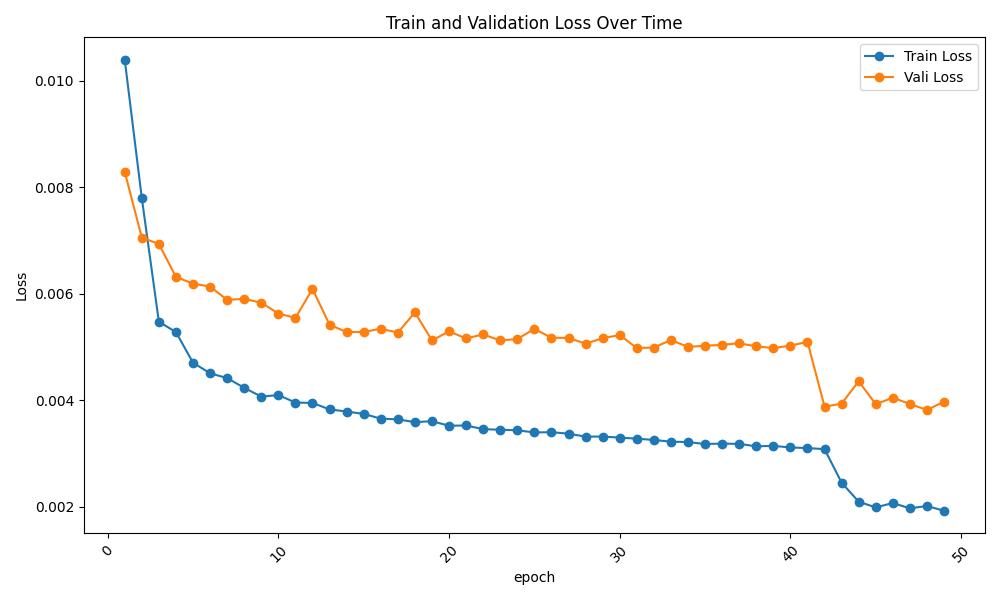 Train and Validation Loss Over Time
Train Loss
Vali Loss
Loss
0.010
0.008
0.006
0.004
0.002
0
10
20
30
40
50
epoch